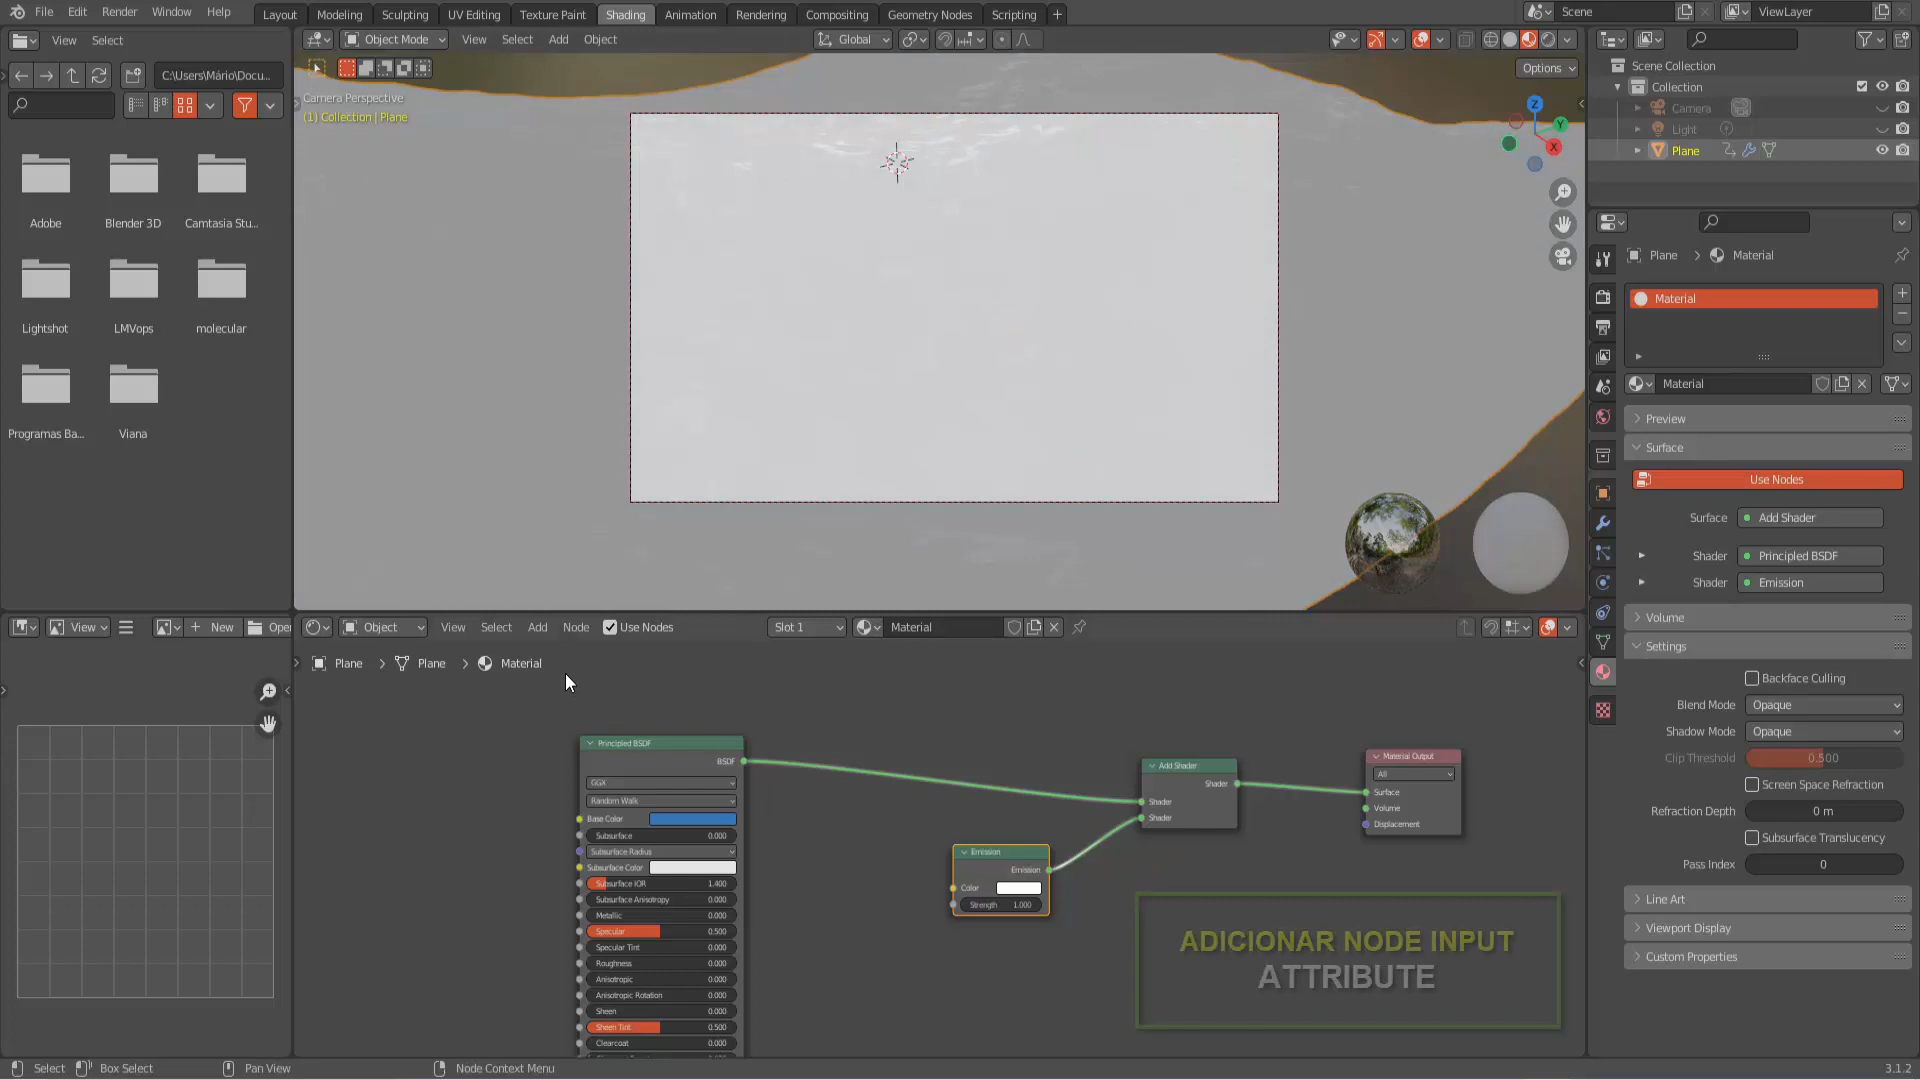 File Edit Render Window Help
Layout Modeling Sculpting UV Editing Texture Paint Shading Animation Rendering Compositing Geometry Nodes Scripting +
Scene
ViewLayer
View Select
Object Mode View Select Add Object
Global
C:\Users\Mário\Docu...
Options
Camera Perspective
(1) Collection | Plane
Z
Y
X
Adobe Blender 3D Camtasia Stu...
Lightshot LMVops molecular
Programas Ba... Viana
Scene Collection
Collection
Camera
Light
Plane
Plane > Material
Material
Material
Preview
Surface
Use Nodes
Surface Add Shader
Shader Principled BSDF
Shader Emission
Volume
Settings
Backface Culling
Blend Mode Opaque
Shadow Mode Opaque
Clip Threshold 0.500
Screen Space Refraction
Refraction Depth 0 m
Subsurface Translucency
Pass Index 0
Line Art
Viewport Display
Custom Properties
View + New Open
Object View Select Add Node Use Nodes Slot 1 Material
Plane > Plane > Material
Principled BSDF
BSDF
GGX
Random Walk
Base Color
Subsurface 0.000
Subsurface Radius
Subsurface Color
Subsurface IOR 1.400
Subsurface Anisotropy 0.000
Metallic 0.000
Specular 0.500
Specular Tint 0.000
Roughness 0.000
Anisotropic 0.000
Anisotropic Rotation 0.000
Sheen 0.000
Sheen Tint 0.500
Clearcoat 0.000
Emission
Emission
Color
Strength 1.000
Add Shader
Shader
Shader
Shader
Material Output
All
Surface
Volume
Displacement
ADICIONAR NODE INPUT
ATTRIBUTE
Select Box Select Pan View Node Context Menu
3.1.2